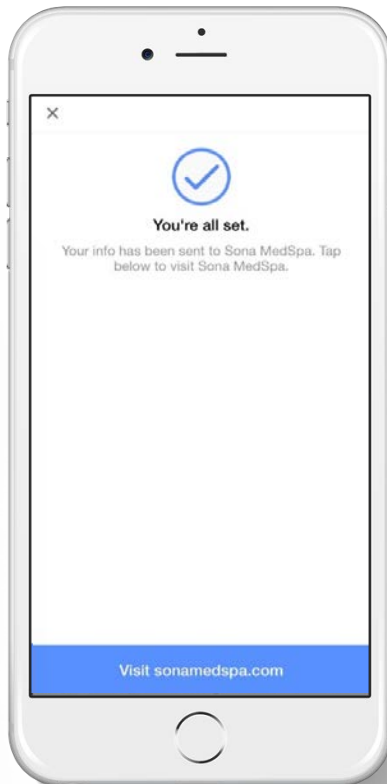 You're all set.
Your info has been sent to Sona MedSpa. Tap
below to visit Sona MedSpa.
Visit sonamedspa.com